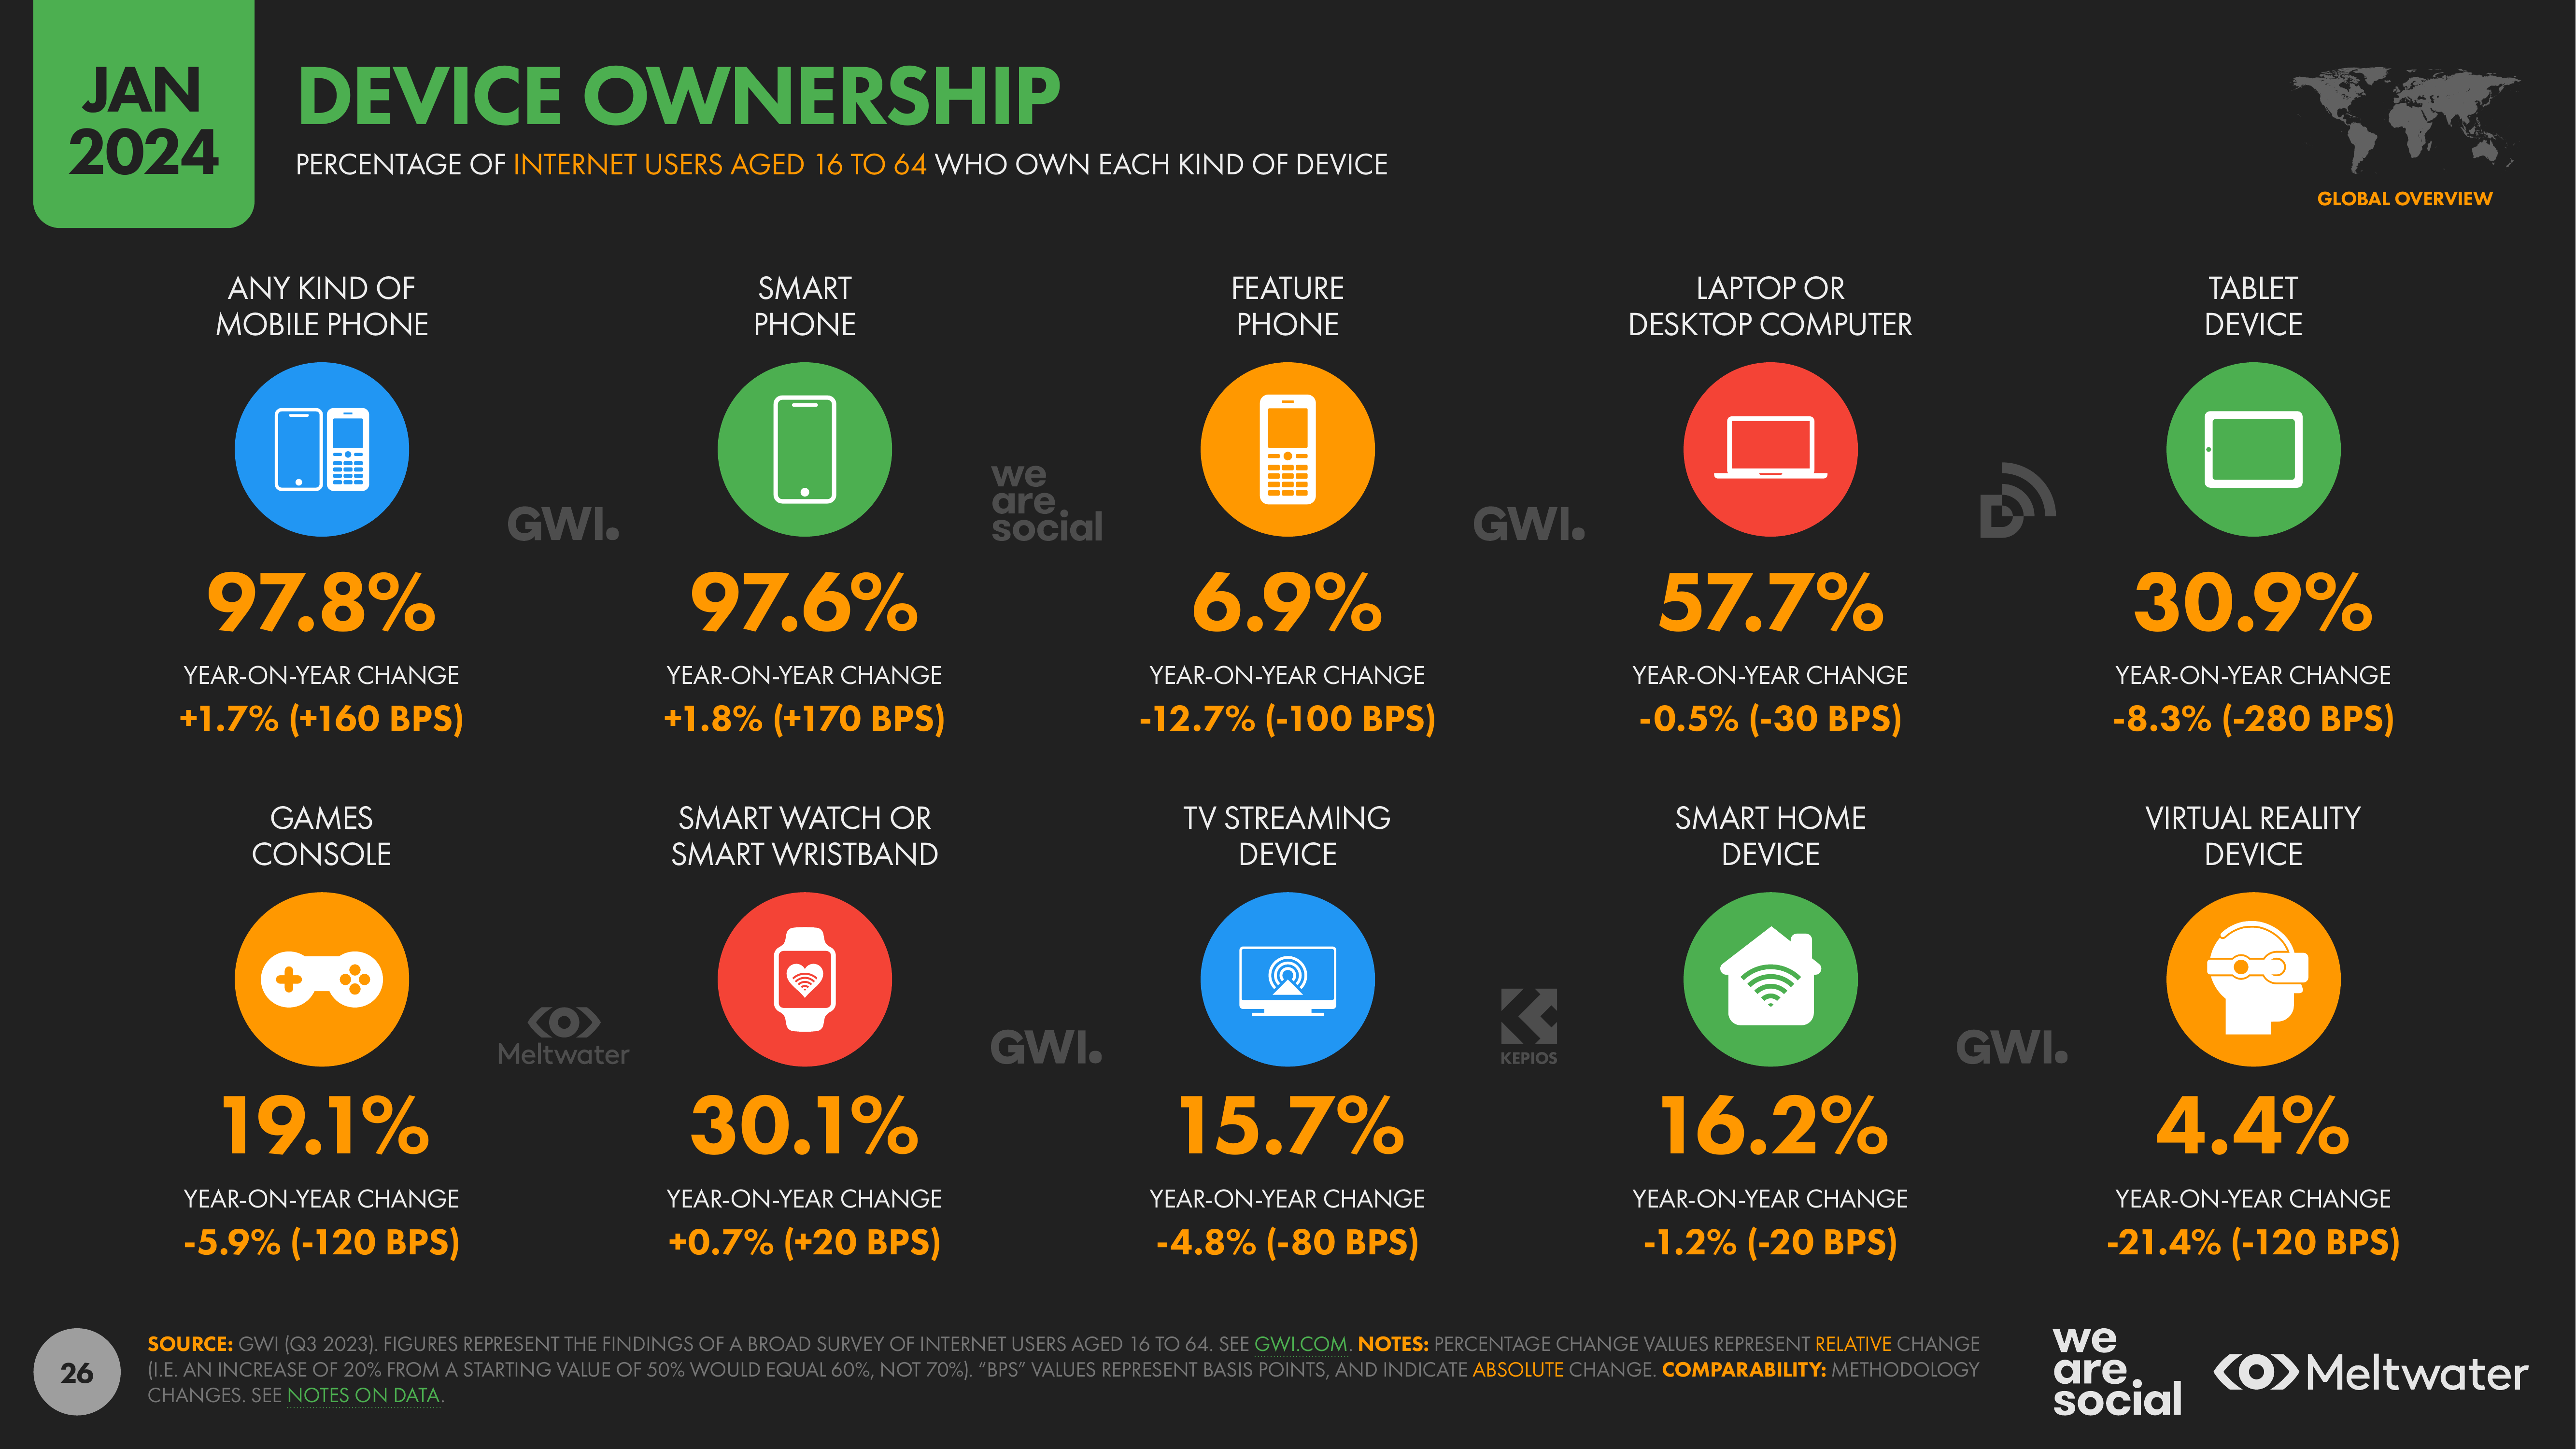 JAN
2024
DEVICE OWNERSHIP
PERCENTAGE OF INTERNET USERS AGED 16 TO 64 WHO OWN EACH KIND OF DEVICE
GLOBAL OVERVIEW
ANY KIND OF
MOBILE PHONE
97.8%
YEAR-ON-YEAR CHANGE
+1.7% (+160 BPS)
SMART
PHONE
97.6%
YEAR-ON-YEAR CHANGE
+1.8% (+170 BPS)
FEATURE
PHONE
6.9%
YEAR-ON-YEAR CHANGE
-12.7% (-100 BPS)
LAPTOP OR
DESKTOP COMPUTER
57.7%
YEAR-ON-YEAR CHANGE
-0.5% (-30 BPS)
TABLET
DEVICE
30.9%
YEAR-ON-YEAR CHANGE
-8.3% (-280 BPS)
GWI.
we
are
social
GWI.
GAMES
CONSOLE
19.1%
YEAR-ON-YEAR CHANGE
-5.9% (-120 BPS)
SMART WATCH OR
SMART WRISTBAND
30.1%
YEAR-ON-YEAR CHANGE
+0.7% (+20 BPS)
TV STREAMING
DEVICE
15.7%
YEAR-ON-YEAR CHANGE
-4.8% (-80 BPS)
SMART HOME
DEVICE
16.2%
YEAR-ON-YEAR CHANGE
-1.2% (-20 BPS)
VIRTUAL REALITY
DEVICE
4.4%
YEAR-ON-YEAR CHANGE
-21.4% (-120 BPS)
Meltwater
GWI.
KEPIOS
GWI.
26
SOURCE: GWI (Q3 2023). FIGURES REPRESENT THE FINDINGS OF A BROAD SURVEY OF INTERNET USERS AGED 16 TO 64. SEE GWI.COM. NOTES: PERCENTAGE CHANGE VALUES REPRESENT RELATIVE CHANGE
(I.E. AN INCREASE OF 20% FROM A STARTING VALUE OF 50% WOULD EQUAL 60%, NOT 70%). “BPS” VALUES REPRESENT BASIS POINTS, AND INDICATE ABSOLUTE CHANGE. COMPARABILITY: METHODOLOGY
CHANGES. SEE NOTES ON DATA.
we
are
social
Meltwater